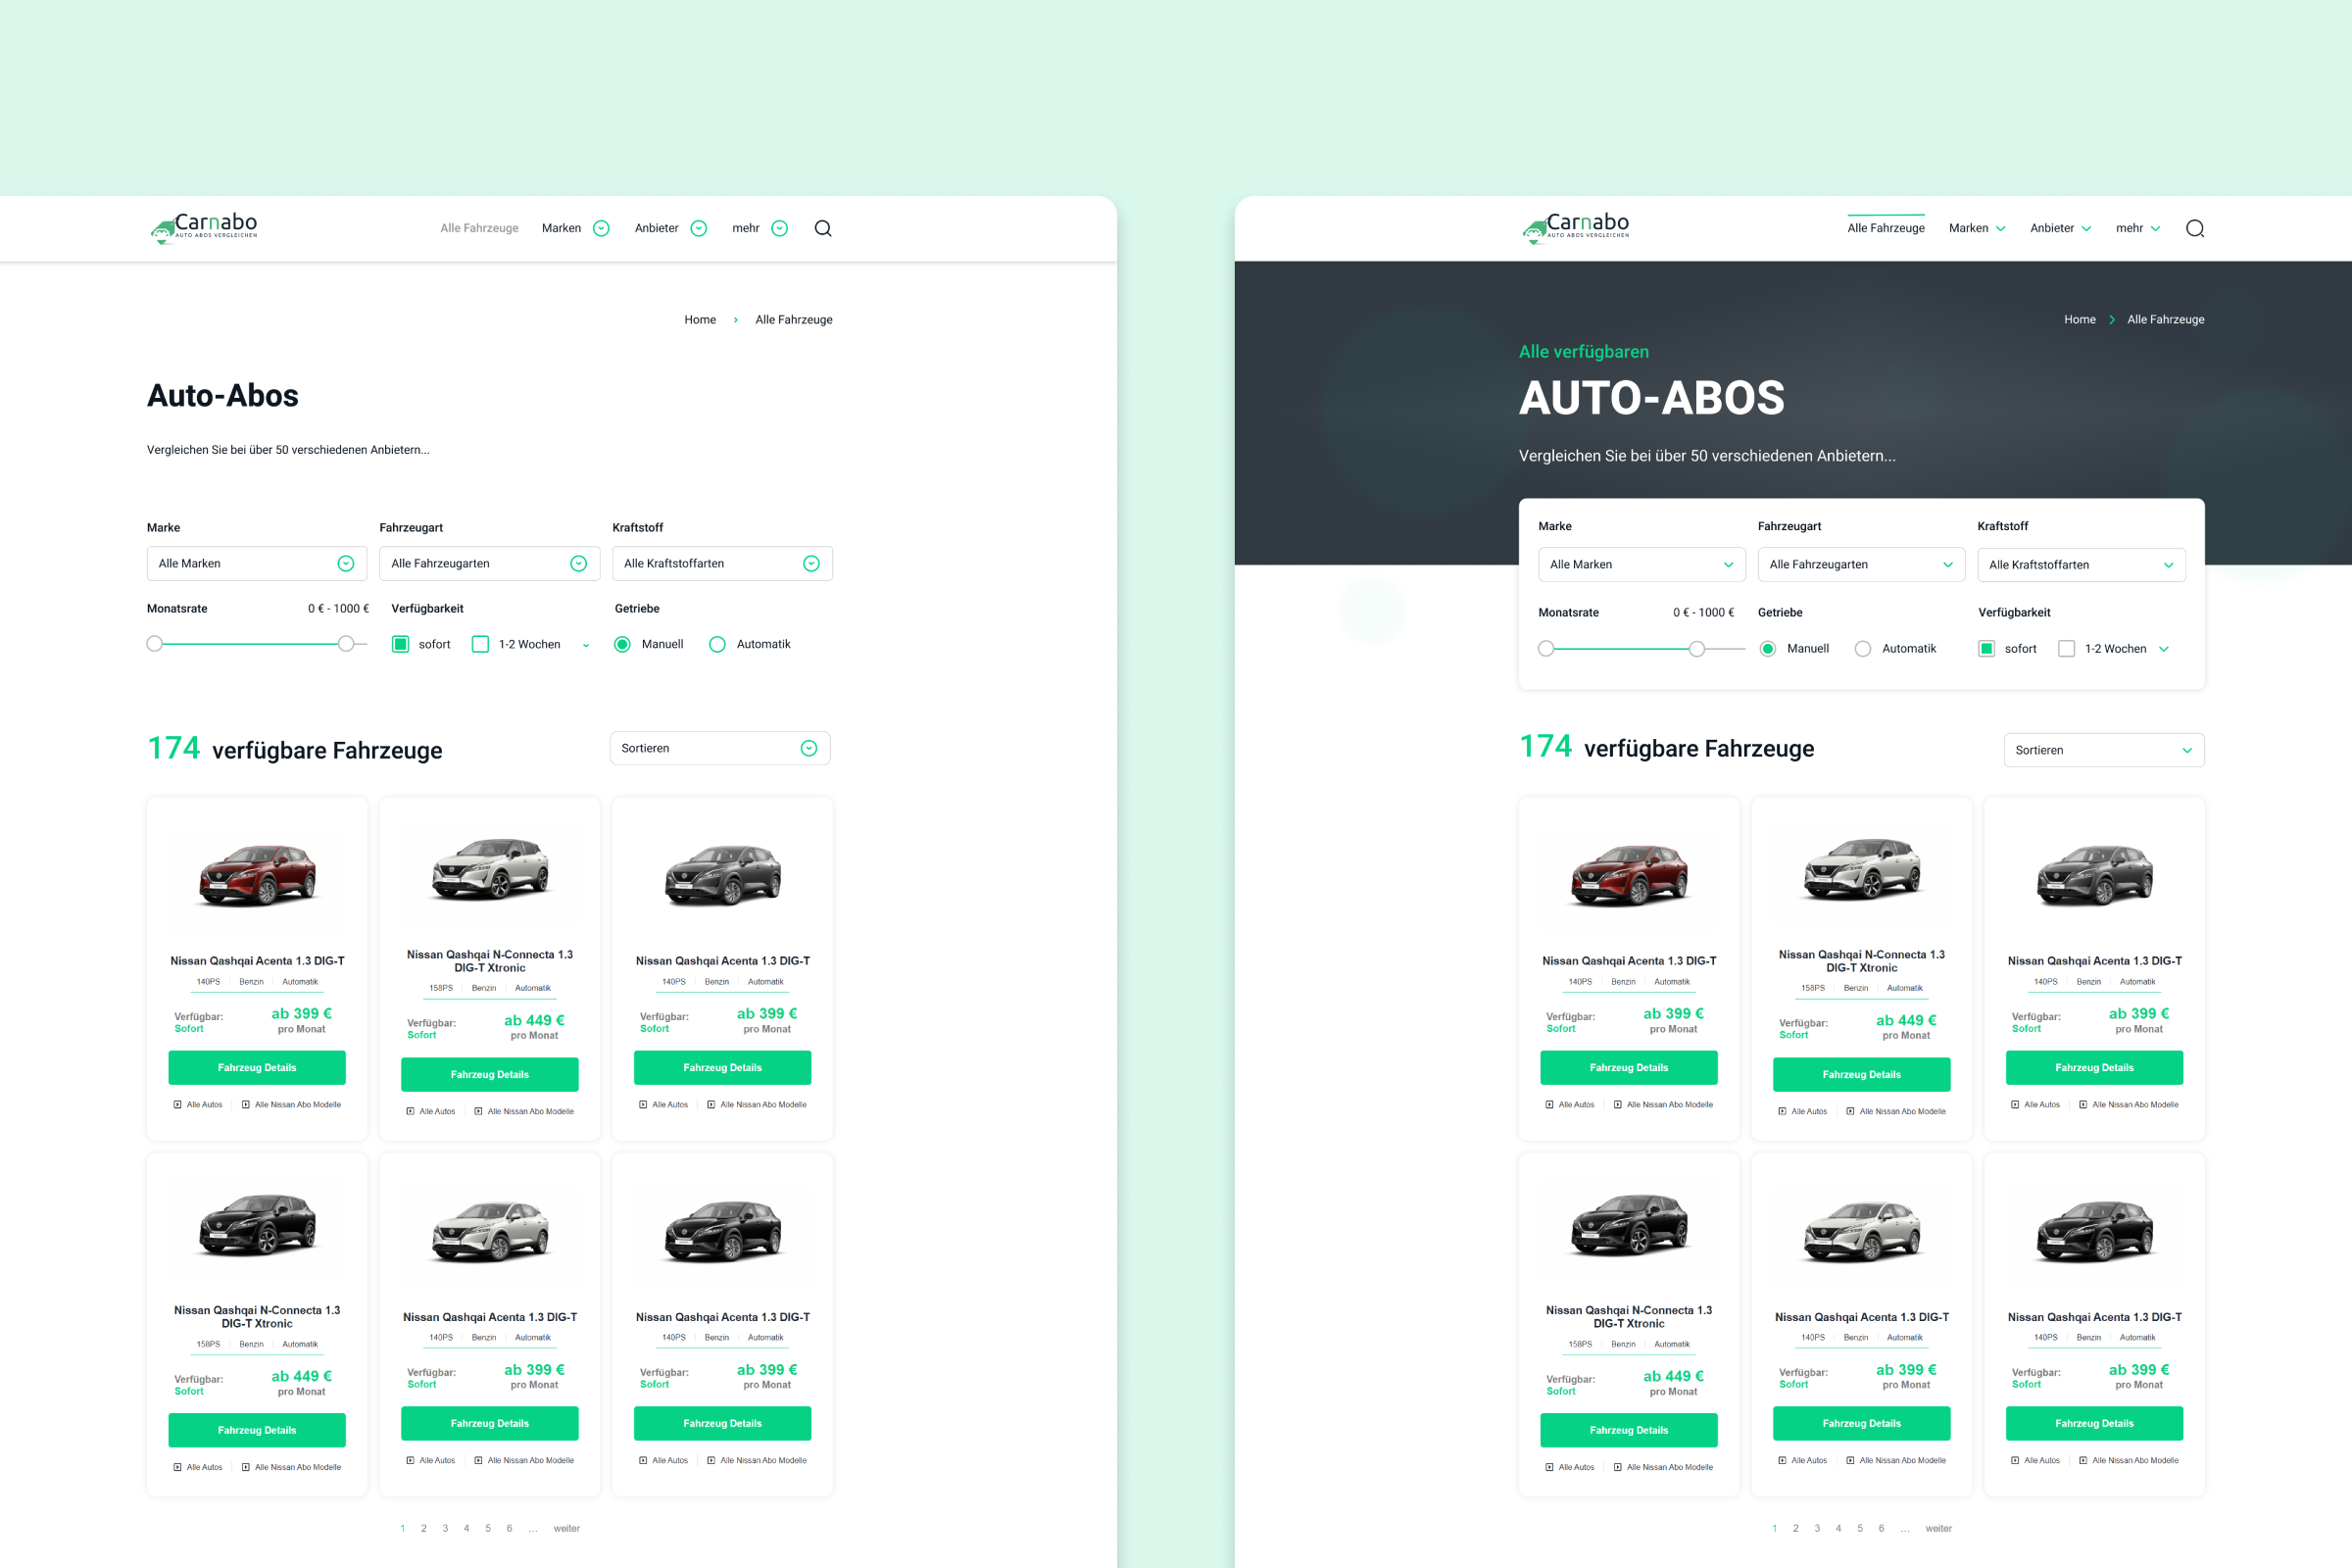 Carnabo
AUTO ABOS VERGLEICHEN
Alle Fahrzeuge Marken Anbieter mehr
Home Alle Fahrzeuge
Auto-Abos
Vergleichen Sie bei über 50 verschiedenen Anbietern...
Marke Fahrzeugart Kraftstoff
Alle Marken Alle Fahrzeugarten Alle Kraftstoffarten
Monatsrate 0 € - 1000 € Verfügbarkeit Getriebe
sofort 1-2 Wochen Manuell Automatik
174 verfügbare Fahrzeuge Sortieren
Nissan Qashqai Acenta 1.3 DIG-T
140PS Benzin Automatik
Verfügbar:
Sofort
ab 399 €
pro Monat
Fahrzeug Details
Alle Autos Alle Nissan Abo Modelle
Nissan Qashqai N-Connecta 1.3
DIG-T Xtronic
158PS Benzin Automatik
Verfügbar:
Sofort
ab 449 €
pro Monat
Fahrzeug Details
Alle Autos Alle Nissan Abo Modelle
Nissan Qashqai Acenta 1.3 DIG-T
140PS Benzin Automatik
Verfügbar:
Sofort
ab 399 €
pro Monat
Fahrzeug Details
Alle Autos Alle Nissan Abo Modelle
Nissan Qashqai N-Connecta 1.3
DIG-T Xtronic
158PS Benzin Automatik
Verfügbar:
Sofort
ab 449 €
pro Monat
Fahrzeug Details
Alle Autos Alle Nissan Abo Modelle
Nissan Qashqai Acenta 1.3 DIG-T
140PS Benzin Automatik
Verfügbar:
Sofort
ab 399 €
pro Monat
Fahrzeug Details
Alle Autos Alle Nissan Abo Modelle
Nissan Qashqai Acenta 1.3 DIG-T
140PS Benzin Automatik
Verfügbar:
Sofort
ab 399 €
pro Monat
Fahrzeug Details
Alle Autos Alle Nissan Abo Modelle
1 2 3 4 5 6 ... weiter
Carnabo
AUTO ABOS VERGLEICHEN
Alle Fahrzeuge Marken Anbieter mehr
Home Alle Fahrzeuge
Alle verfügbaren
AUTO-ABOS
Vergleichen Sie bei über 50 verschiedenen Anbietern...
Marke Fahrzeugart Kraftstoff
Alle Marken Alle Fahrzeugarten Alle Kraftstoffarten
Monatsrate 0 € - 1000 € Getriebe Verfügbarkeit
Manuell Automatik sofort 1-2 Wochen
174 verfügbare Fahrzeuge Sortieren
Nissan Qashqai Acenta 1.3 DIG-T
140PS Benzin Automatik
Verfügbar:
Sofort
ab 399 €
pro Monat
Fahrzeug Details
Alle Autos Alle Nissan Abo Modelle
Nissan Qashqai N-Connecta 1.3
DIG-T Xtronic
158PS Benzin Automatik
Verfügbar:
Sofort
ab 449 €
pro Monat
Fahrzeug Details
Alle Autos Alle Nissan Abo Modelle
Nissan Qashqai Acenta 1.3 DIG-T
140PS Benzin Automatik
Verfügbar:
Sofort
ab 399 €
pro Monat
Fahrzeug Details
Alle Autos Alle Nissan Abo Modelle
Nissan Qashqai N-Connecta 1.3
DIG-T Xtronic
158PS Benzin Automatik
Verfügbar:
Sofort
ab 449 €
pro Monat
Fahrzeug Details
Alle Autos Alle Nissan Abo Modelle
Nissan Qashqai Acenta 1.3 DIG-T
140PS Benzin Automatik
Verfügbar:
Sofort
ab 399 €
pro Monat
Fahrzeug Details
Alle Autos Alle Nissan Abo Modelle
Nissan Qashqai Acenta 1.3 DIG-T
140PS Benzin Automatik
Verfügbar:
Sofort
ab 399 €
pro Monat
Fahrzeug Details
Alle Autos Alle Nissan Abo Modelle
1 2 3 4 5 6 ... weiter